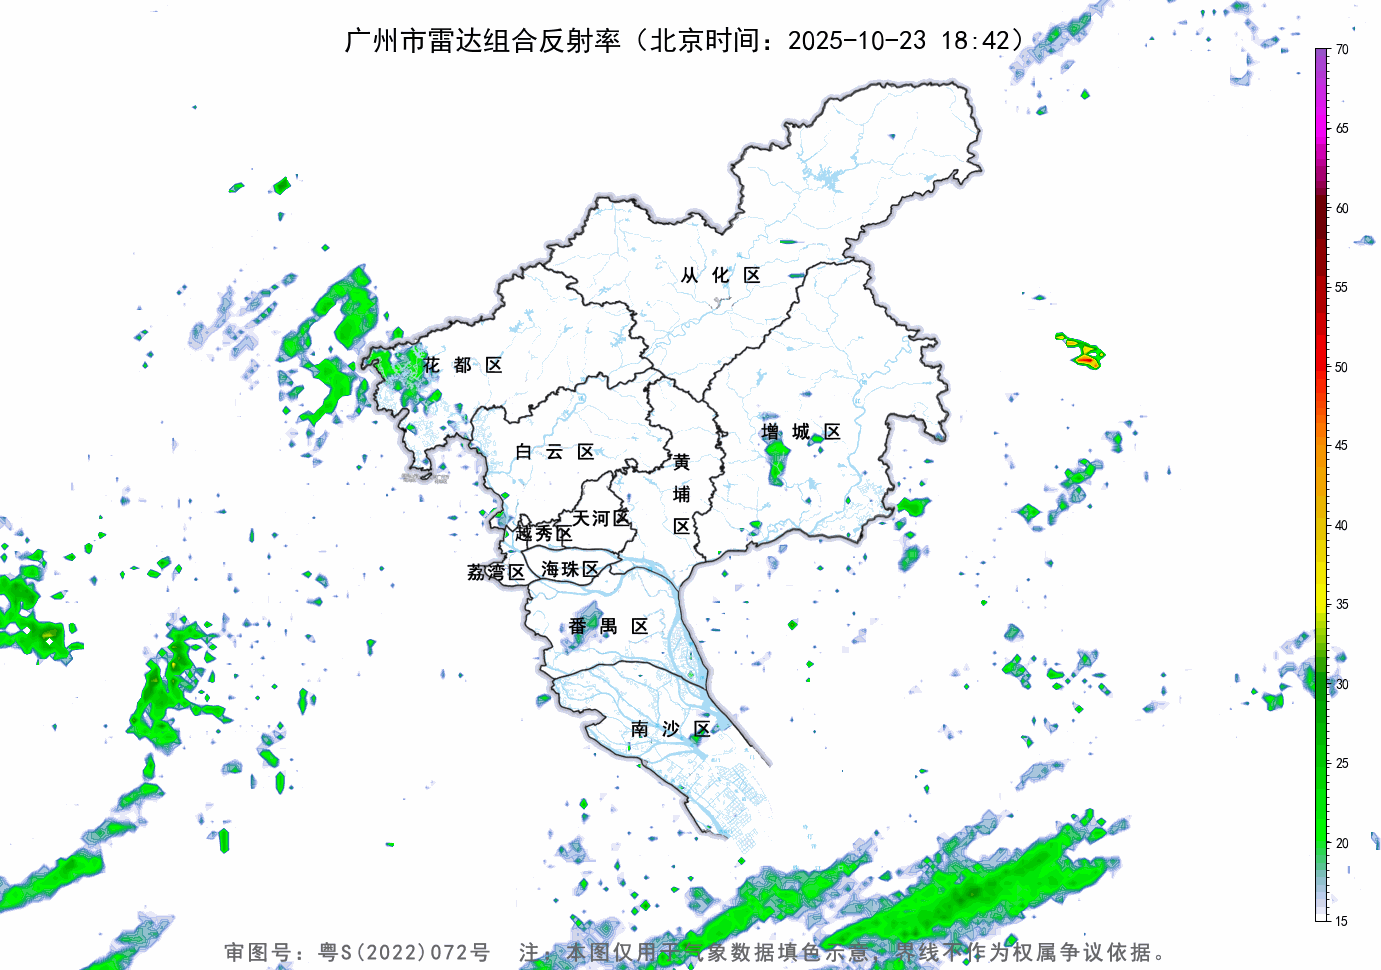 广州市雷达组合反射率（北京时间：2025-10-23 18:42）
70
65
60
55
50
45
40
35
30
25
20
15
从化区
花都区
增城区
白云区
黄埔区
天河区
越秀区
荔湾区
海珠区
番禺区
南沙区
审图号：粤S(2022)072号 注：本图仅用于气象数据填色示意，界线不作为权属争议依据。